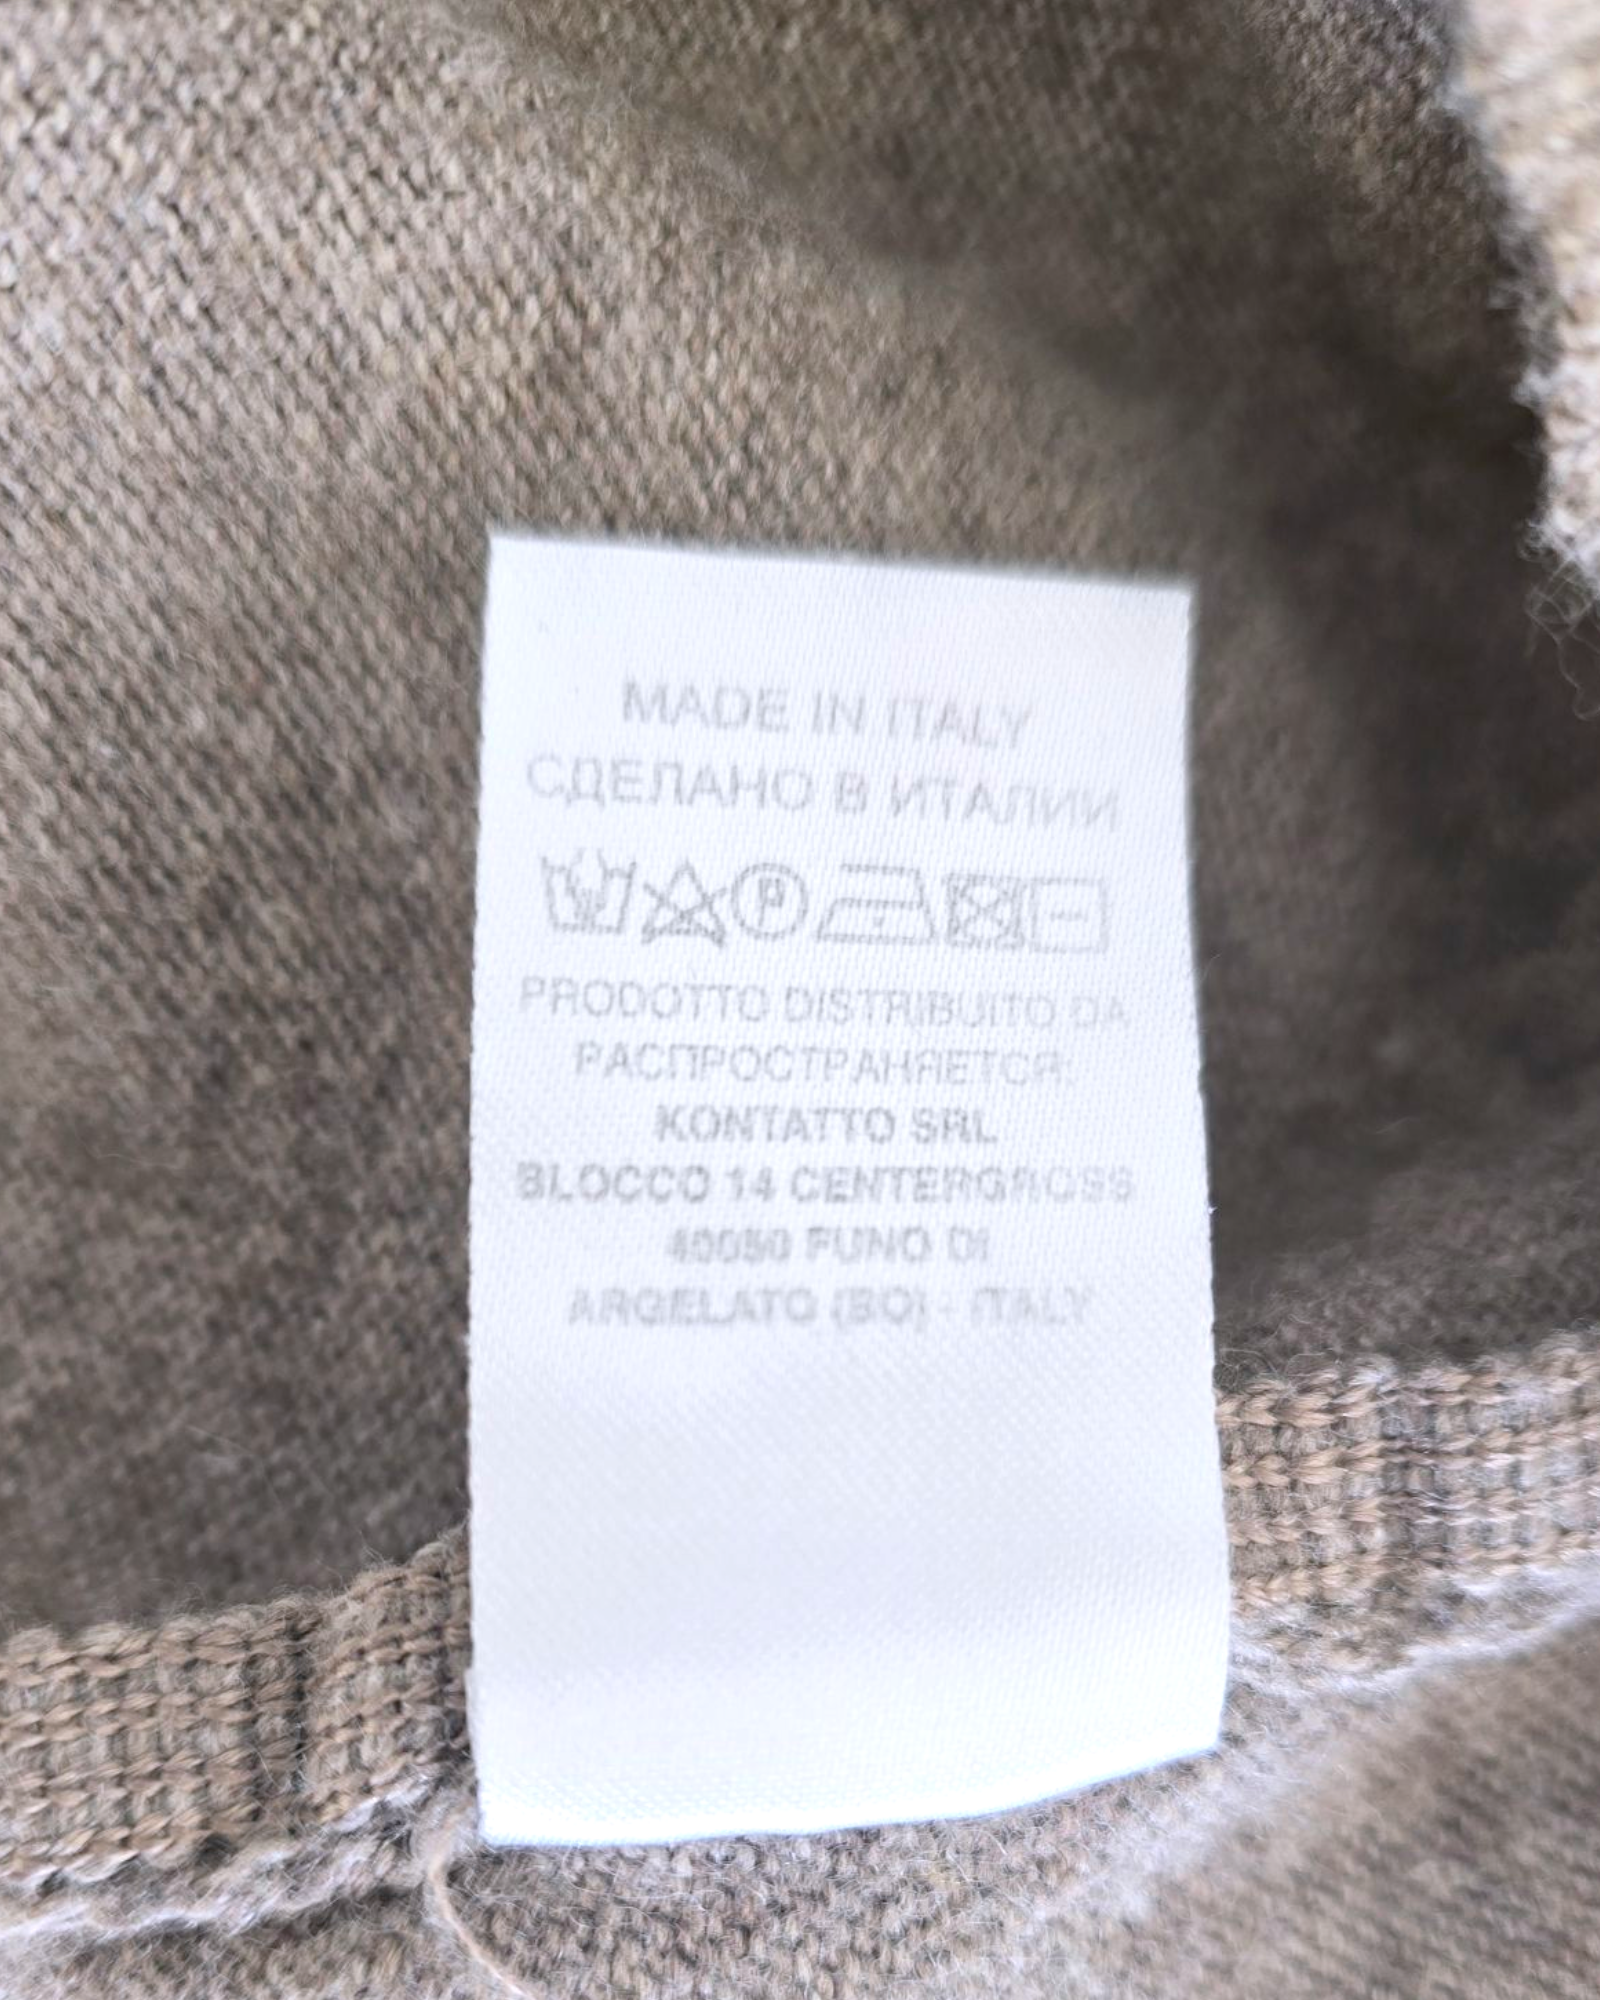 MADE IN ITALY
СДЕЛАНО В ИТАЛИИ
P
PRODOTTO DISTRIBUITO DA
РАСПРОСТРАНЯЕТСЯ:
KONTATTO SRL
BLOCCO 14 CENTERGROSS
40050 FUNO DI
ARGELATO (BO) - ITALY